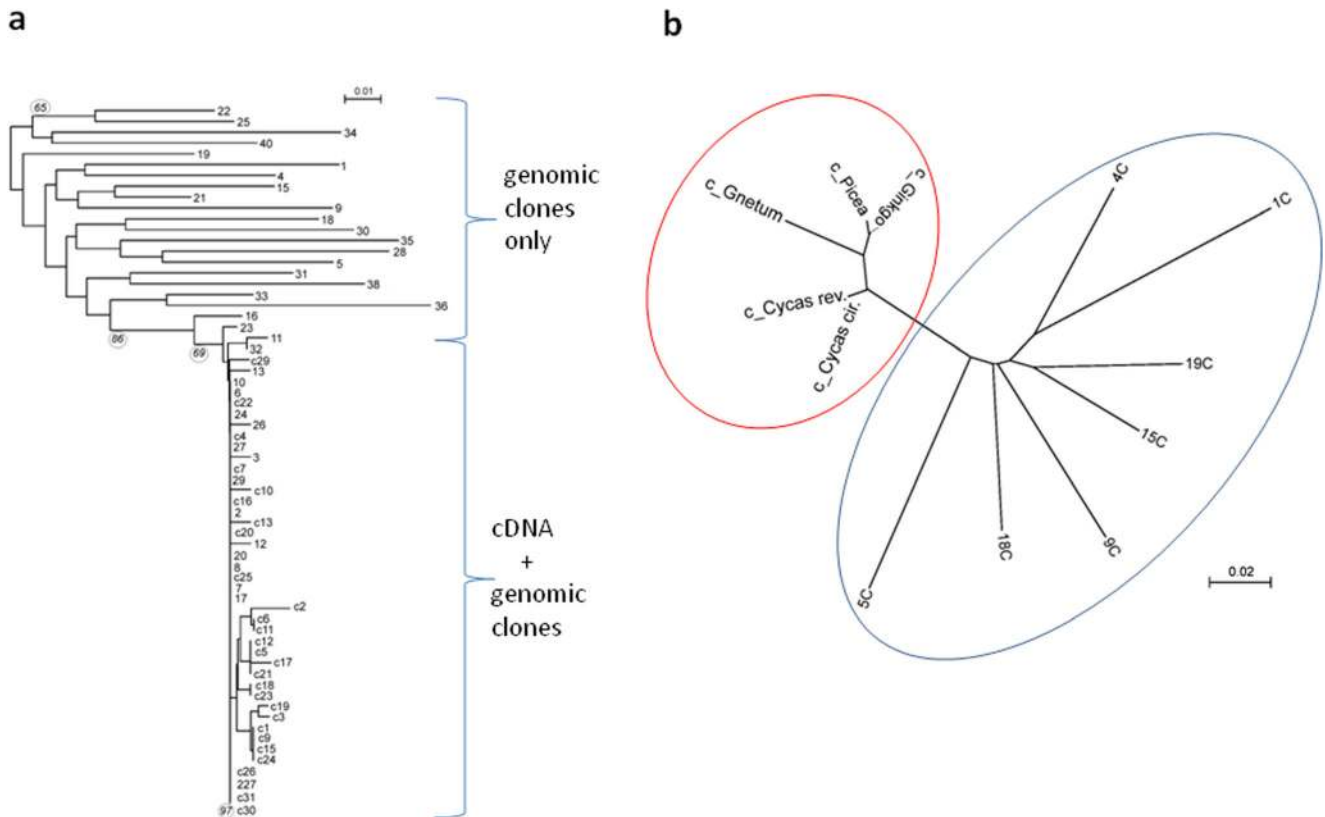 a
0.01
65
22
25
34
40
19
1
4
15
21
9
18
30
35
28
5
31
38
33
36
16
86
69
23
11
32
c29
13
10
6
c22
24
26
c4
27
3
c7
29
c10
c16
2
c13
c20
12
20
8
c25
7
17
c2
c6
c11
c12
c5
c17
c21
c18
c23
c19
c3
c1
c9
c15
c24
c26
227
c31
97
c30
genomic
clones
only
cDNA
+
genomic
clones
b
c_Gnetum
c_Picea
c_Ginkgo
c_Cycas rev.
c_Cycas cir.
4C
1C
19C
15C
9C
18C
5C
0.02